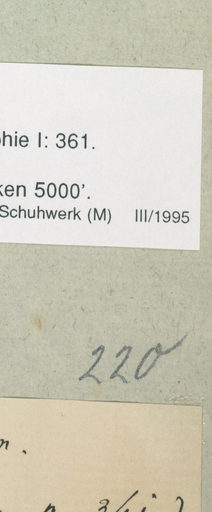 phie I: 361.
ken 5000'.
Schuhwerk (M) III/1995
220
n.